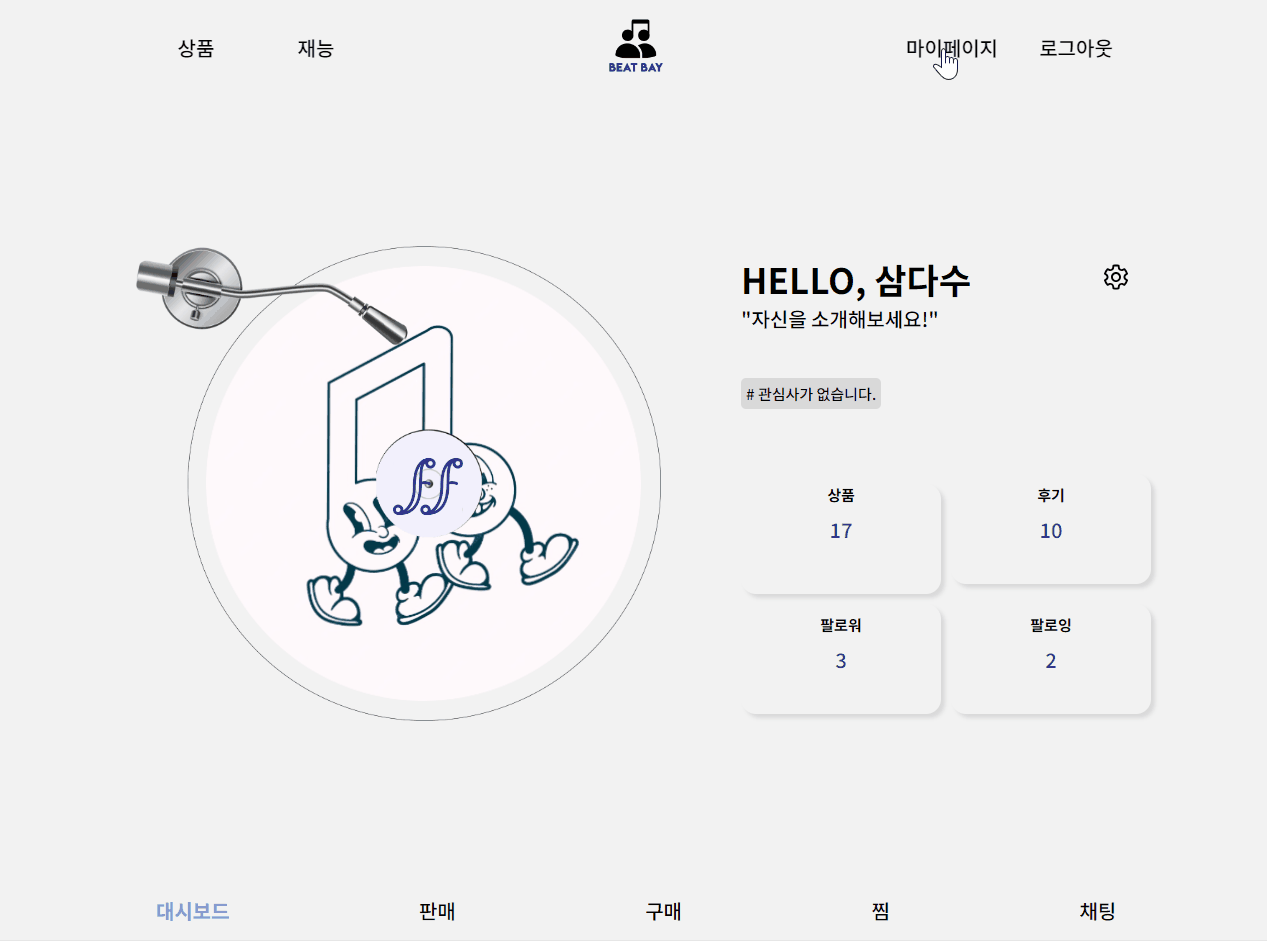 상품 재능 BEAT BAY 마이페이지 로그아웃
HELLO, 삼다수
"자신을 소개해보세요!"
# 관심사가 없습니다.
상품 후기
17 10
팔로워 팔로잉
3 2
대시보드 판매 구매 찜 채팅